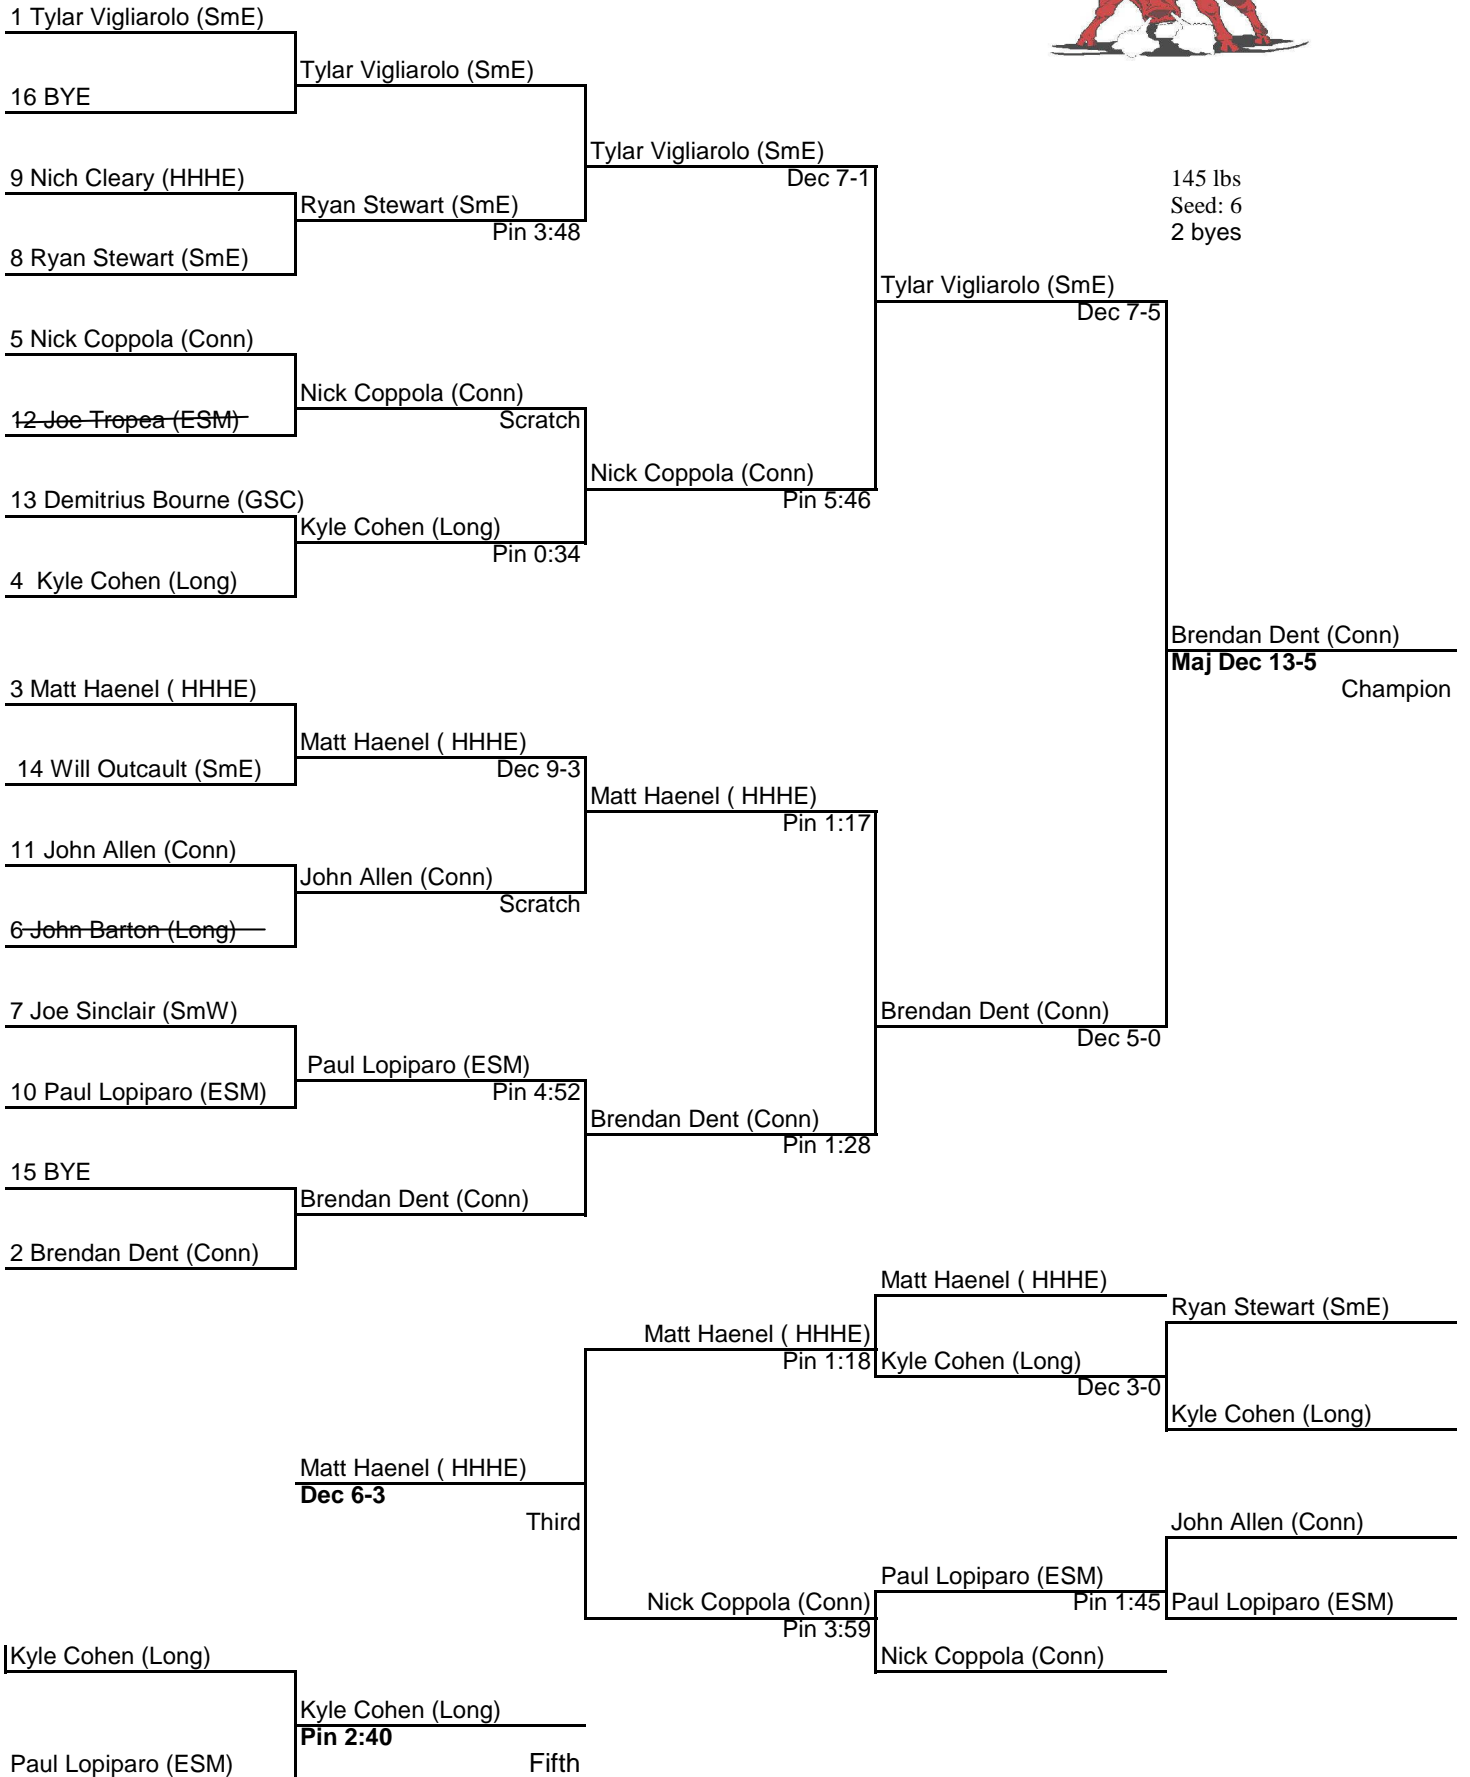 1 Tylar Vigliarolo (SmE)
Tylar Vigliarolo (SmE)
16 BYE
Tylar Vigliarolo (SmE)
Dec 7-1
9 Nich Cleary (HHHE)
Ryan Stewart (SmE)
Pin 3:48
8 Ryan Stewart (SmE)
145 lbs
Seed: 6
2 byes
Tylar Vigliarolo (SmE)
Dec 7-5
5 Nick Coppola (Conn)
Nick Coppola (Conn)
Scratch
12 Joe Tropea (ESM)
Nick Coppola (Conn)
Pin 5:46
13 Demitrius Bourne (GSC)
Kyle Cohen (Long)
Pin 0:34
4 Kyle Cohen (Long)
Brendan Dent (Conn)
Maj Dec 13-5
Champion
3 Matt Haenel ( HHHE)
Matt Haenel ( HHHE)
Dec 9-3
14 Will Outcault (SmE)
Matt Haenel ( HHHE)
Pin 1:17
11 John Allen (Conn)
John Allen (Conn)
Scratch
6 John Barton (Long)
7 Joe Sinclair (SmW)
Brendan Dent (Conn)
Dec 5-0
Paul Lopiparo (ESM)
Pin 4:52
10 Paul Lopiparo (ESM)
Brendan Dent (Conn)
Pin 1:28
15 BYE
Brendan Dent (Conn)
2 Brendan Dent (Conn)
Matt Haenel ( HHHE)
Ryan Stewart (SmE)
Matt Haenel ( HHHE)
Pin 1:18
Kyle Cohen (Long)
Dec 3-0
Kyle Cohen (Long)
Matt Haenel ( HHHE)
Dec 6-3
Third
John Allen (Conn)
Paul Lopiparo (ESM)
Pin 1:45
Paul Lopiparo (ESM)
Nick Coppola (Conn)
Pin 3:59
Nick Coppola (Conn)
Kyle Cohen (Long)
Kyle Cohen (Long)
Pin 2:40
Fifth
Paul Lopiparo (ESM)